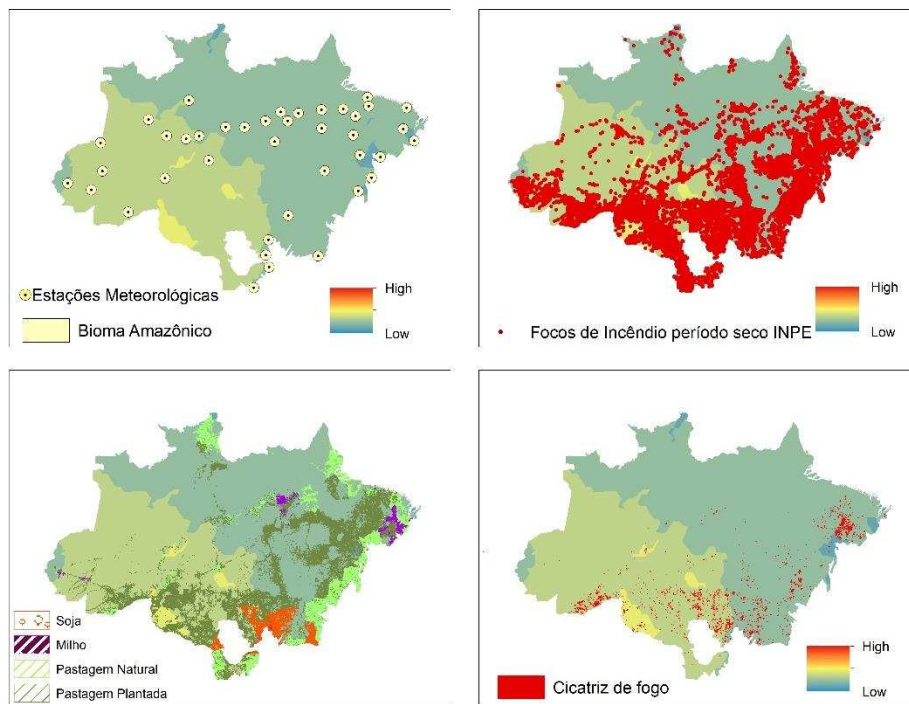 High
Low
Estações Meteorológicas
Bioma Amazônico
High
Low
Focos de Incêndio período seco INPE
Soja
Milho
Pastagem Natural
Pastagem Plantada
High
Low
Cicatriz de fogo